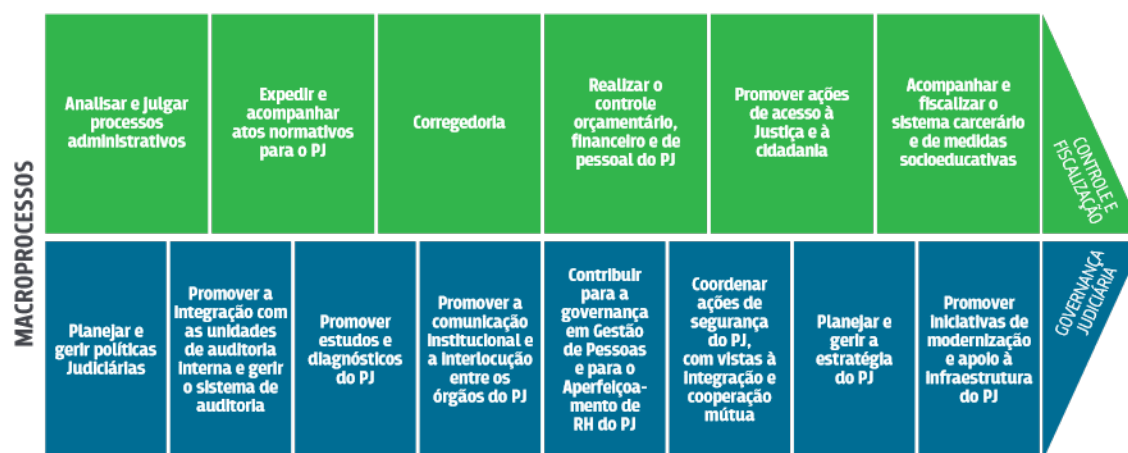 MACROPROCESSOS
Analisar e julgar
processos
administrativos
Expedir e
acompanhar
atos normativos
para o PJ
Corregedoria
Realizar o
controle
orçamentário,
financeiro e de
pessoal do PJ
Promover ações
de acesso à
Justiça e à
cidadania
Acompanhar e
fiscalizar o
sistema carcerário
e de medidas
socioeducativas
CONTROLE E
FISCALIZAÇÃO
Planejar e
gerir políticas
Judiciárias
Promover a
integração com
as unidades
de auditoria
interna e gerir
o sistema de
auditoria
Promover
estudos e
diagnósticos
do PJ
Promover a
comunicação
institucional e
a interlocução
entre os
órgãos do PJ
Contribuir
para a
governança
em Gestão
de Pessoas
e para o
Aperfeiçoa-
mento de
RH do PJ
Coordenar
ações de
segurança
do PJ,
com vistas à
integração e
cooperação
mútua
Planejar e
gerir a
estratégia
do PJ
Promover
iniciativas de
modernização
e apoio à
infraestrutura
do PJ
GOVERNANÇA
JUDICIÁRIA